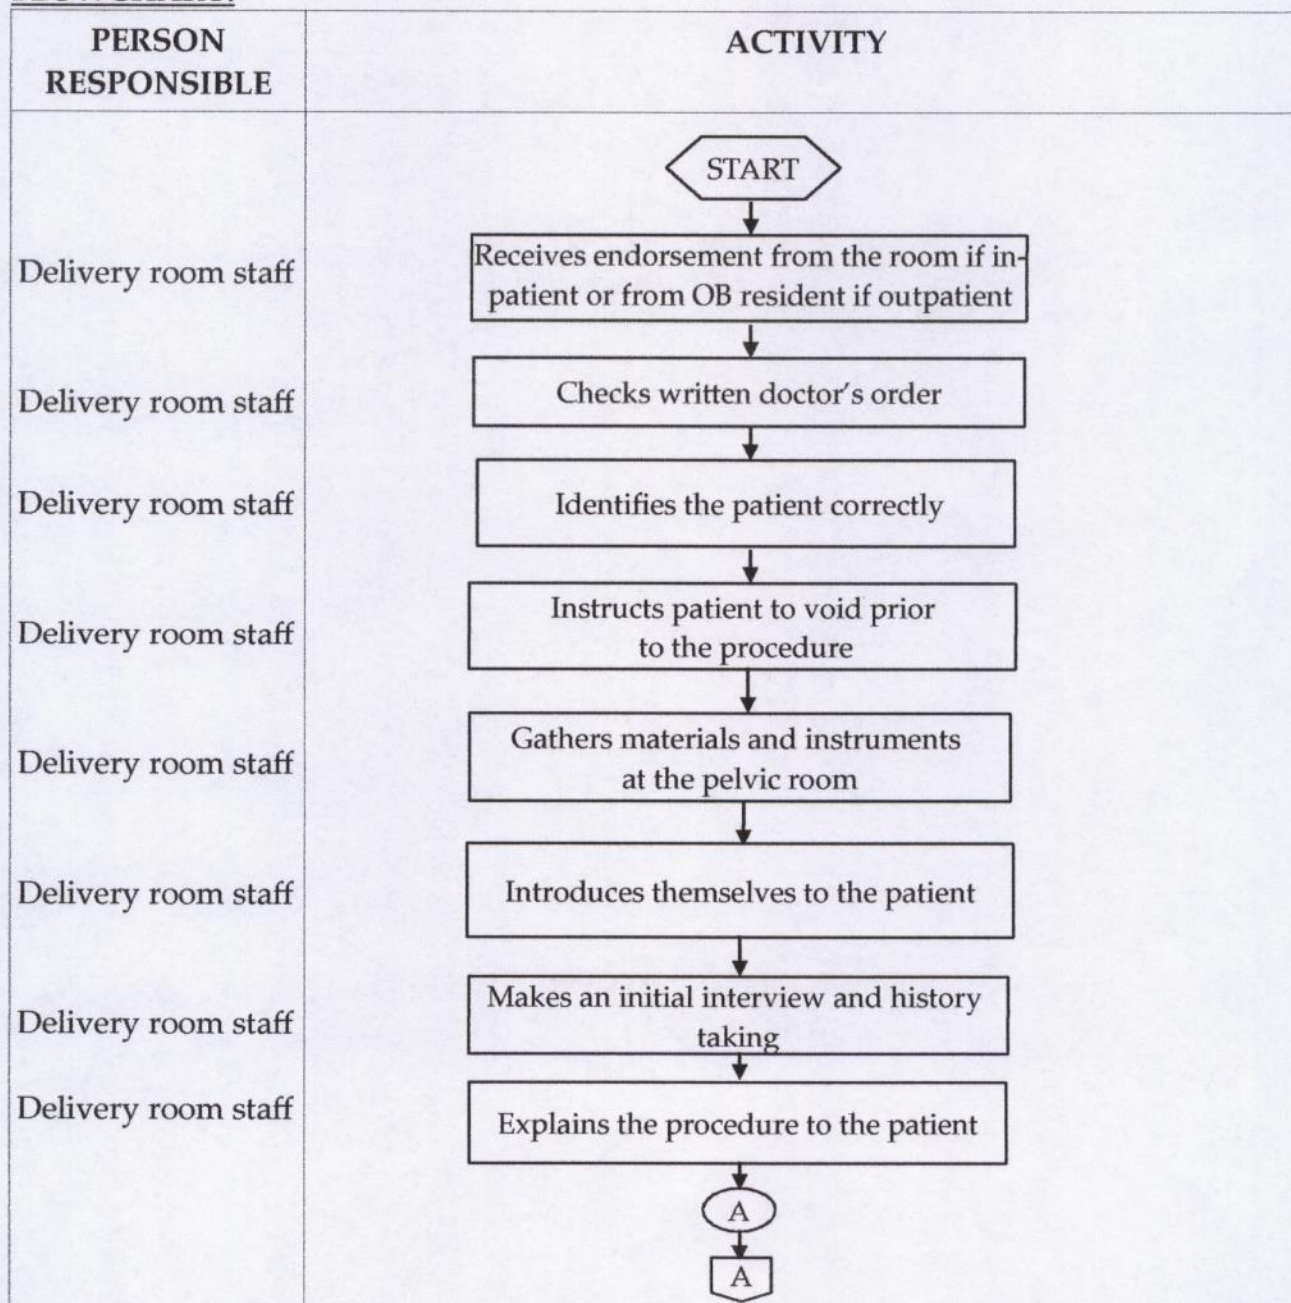 PERSON
RESPONSIBLE
ACTIVITY
START
Delivery room staff
Receives endorsement from the room if in-
patient or from OB resident if outpatient
Delivery room staff
Checks written doctor's order
Delivery room staff
Identifies the patient correctly
Delivery room staff
Instructs patient to void prior
to the procedure
Delivery room staff
Gathers materials and instruments
at the pelvic room
Delivery room staff
Introduces themselves to the patient
Delivery room staff
Makes an initial interview and history
taking
Delivery room staff
Explains the procedure to the patient
A
A